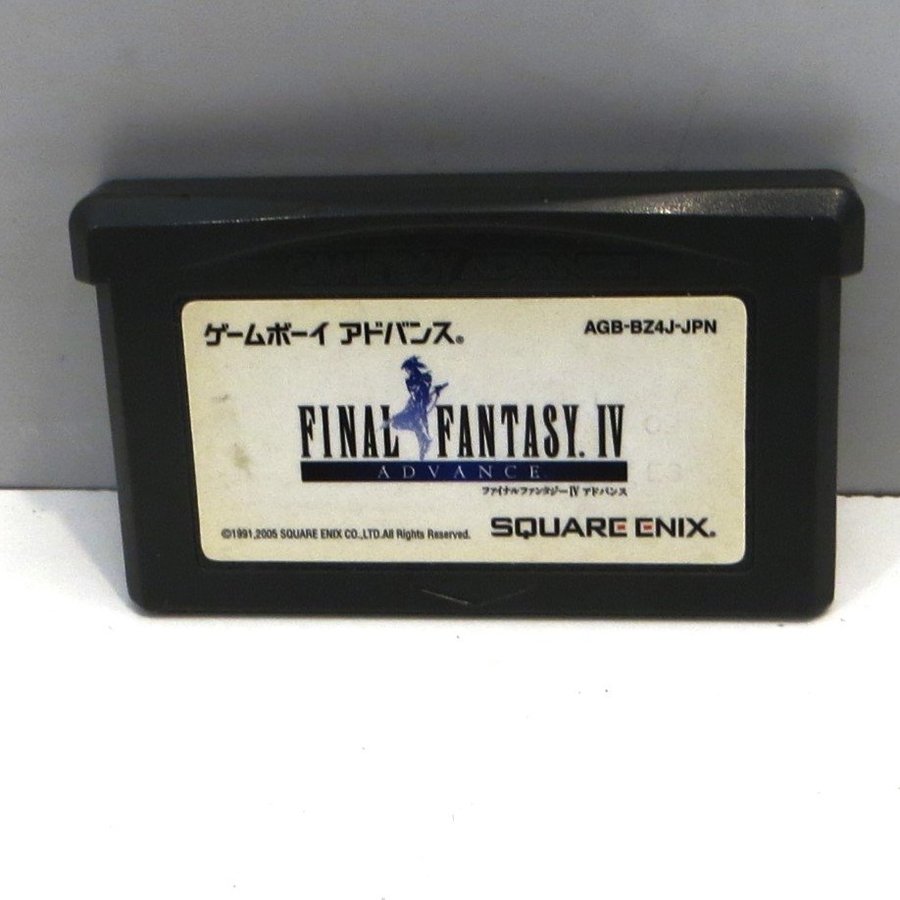 ゲームボーイ アドバンス®
AGB-BZ4J-JPN
FINAL FANTASY. IV
ADVANCE
ファイナルファンタジーIV アドバンス
©1991,2005 SQUARE ENIX CO.,LTD.All Rights Reserved.
SQUARE ENIX.